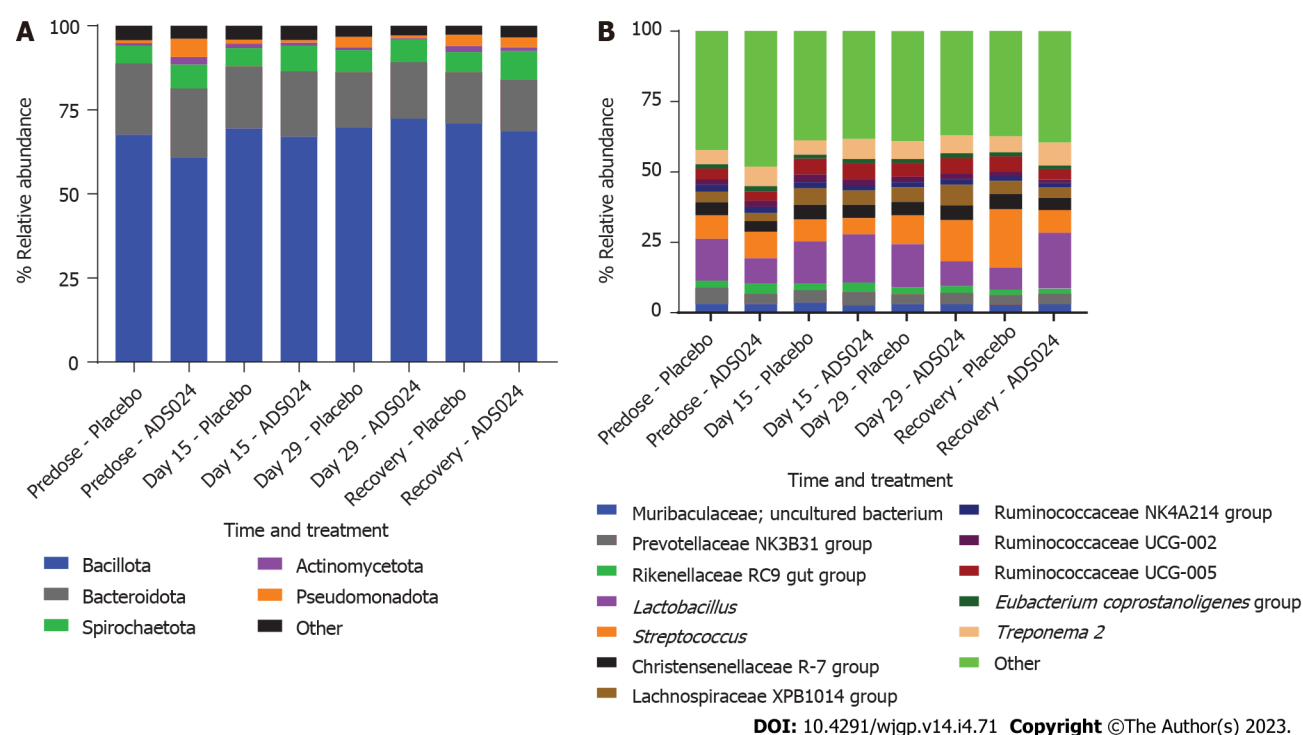 A
% Relative abundance
100
75
50
25
0
Predose - Placebo
Predose - ADS024
Day 15 - Placebo
Day 15 - ADS024
Day 29 - Placebo
Day 29 - ADS024
Recovery - Placebo
Recovery - ADS024
Time and treatment
Bacillota
Bacteroidota
Spirochaetota
Actinomycetota
Pseudomonadota
Other
B
% Relative abundance
100
75
50
25
0
Predose - Placebo
Predose - ADS024
Day 15 - Placebo
Day 15 - ADS024
Day 29 - Placebo
Day 29 - ADS024
Recovery - Placebo
Recovery - ADS024
Time and treatment
Muribaculaceae; uncultured bacterium
Prevotellaceae NK3B31 group
Rikenellaceae RC9 gut group
Lactobacillus
Streptococcus
Christensenellaceae R-7 group
Lachnospiraceae XPB1014 group
Ruminococcaceae NK4A214 group
Ruminococcaceae UCG-002
Ruminococcaceae UCG-005
Eubacterium coprostanoligenes group
Treponema 2
Other
DOI: 10.4291/wjgp.v14.i4.71 Copyright ©The Author(s) 2023.